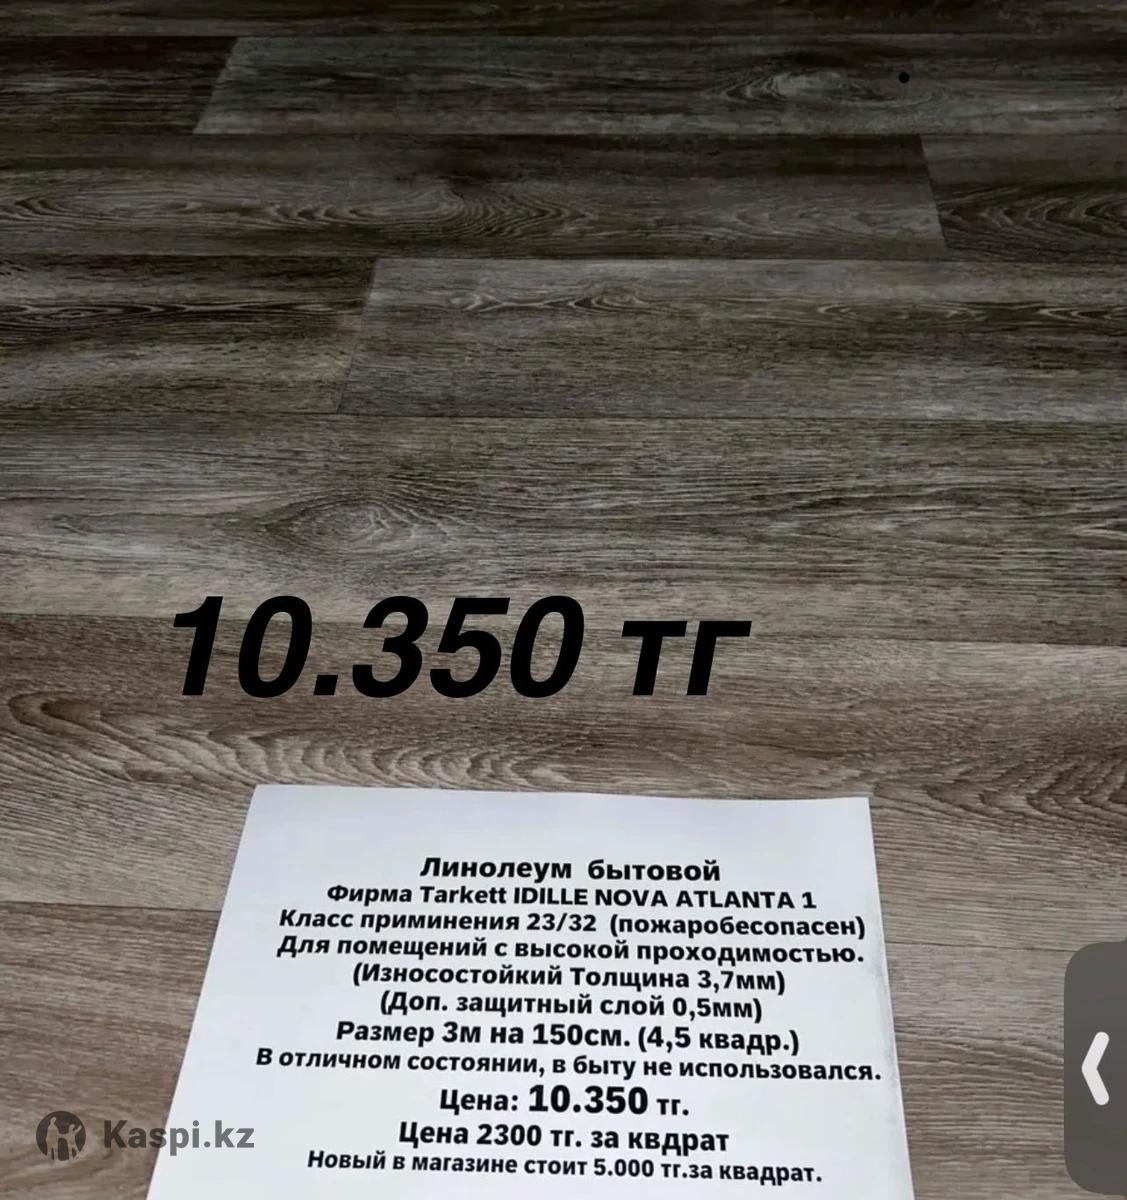 10.350 тг
Линолеум бытовой
Фирма Tarkett IDILLE NOVA ATLANTA 1
Класс приминения 23/32 (пожаробесопасен)
Для помещений с высокой проходимостью.
(Износостойкий Толщина 3,7мм)
(Доп. защитный слой 0,5мм)
Размер 3м на 150см. (4,5 квадр.)
В отличном состоянии, в быту не использовался.
Цена: 10.350 тг.
Цена 2300 тг. за квдрат
Новый в магазине стоит 5.000 тг.за квадрат.
Kaspi.kz